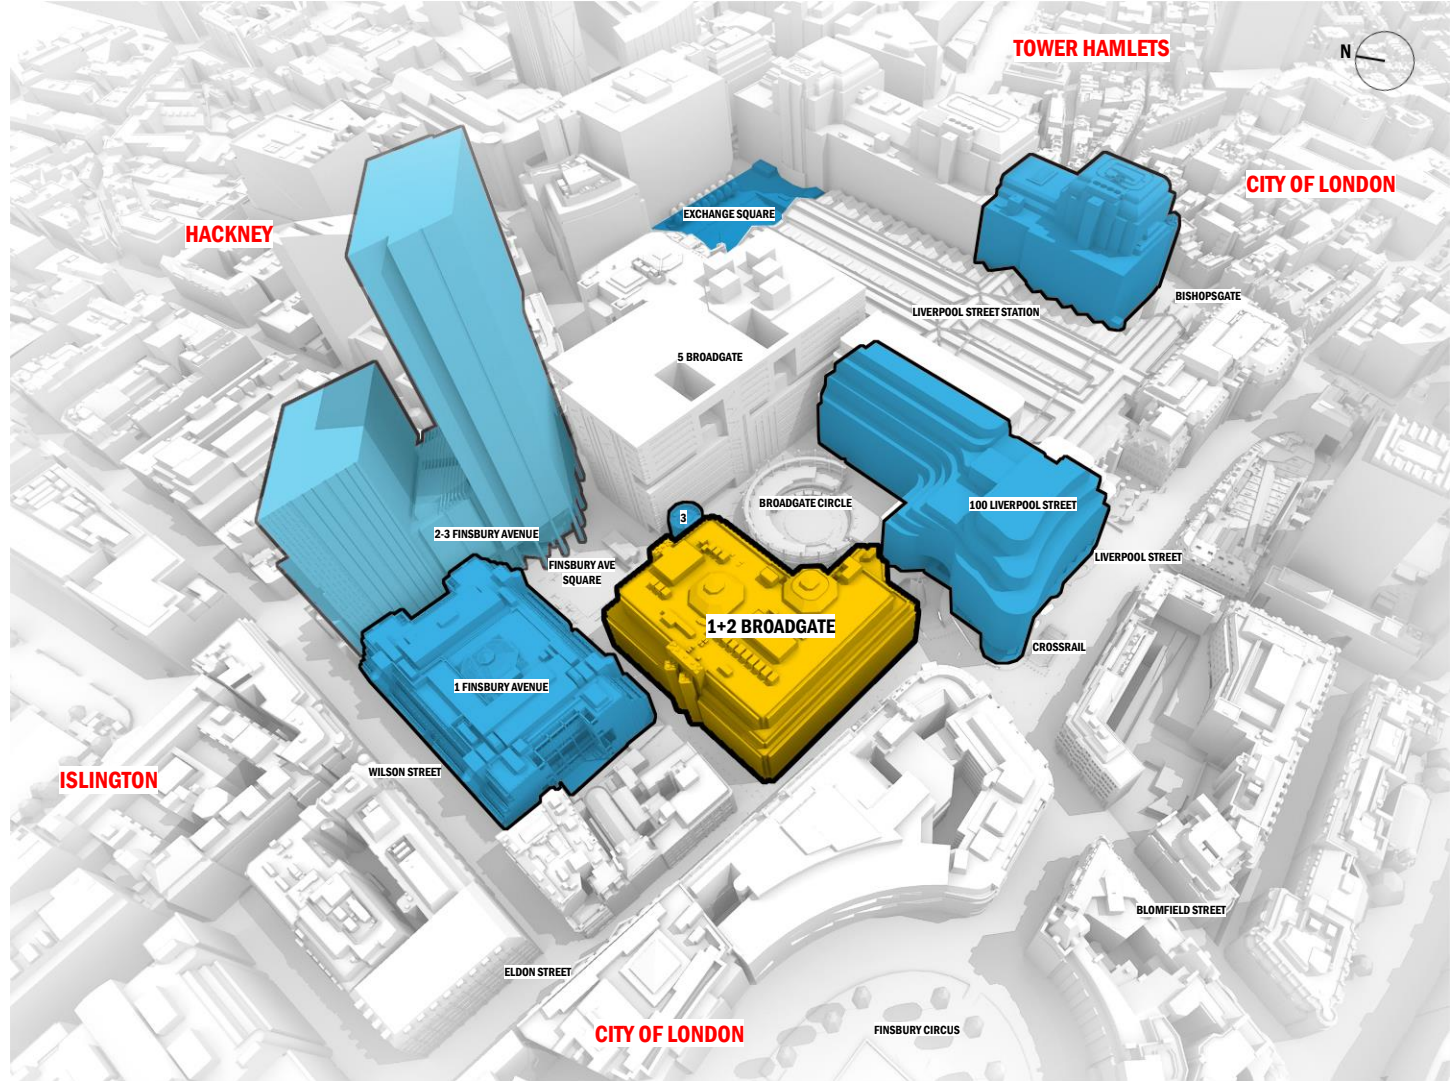 TOWER HAMLETS
N
CITY OF LONDON
EXCHANGE SQUARE
HACKNEY
BISHOPSGATE
LIVERPOOL STREET STATION
5 BROADGATE
BROADGATE CIRCLE
100 LIVERPOOL STREET
3
2-3 FINSBURY AVENUE
LIVERPOOL STREET
FINSBURY AVE
SQUARE
1+2 BROADGATE
CROSSRAIL
1 FINSBURY AVENUE
WILSON STREET
ISLINGTON
BLOMFIELD STREET
ELDON STREET
CITY OF LONDON
FINSBURY CIRCUS